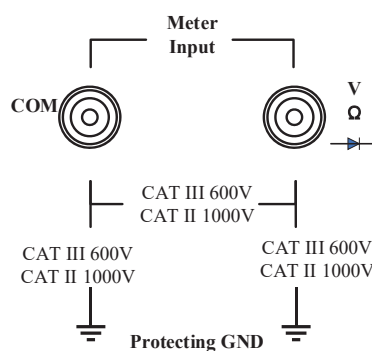 Meter
Input
COM
V
Ω
CAT III 600V
CAT II 1000V
CAT III 600V
CAT II 1000V
CAT III 600V
CAT II 1000V
Protecting GND